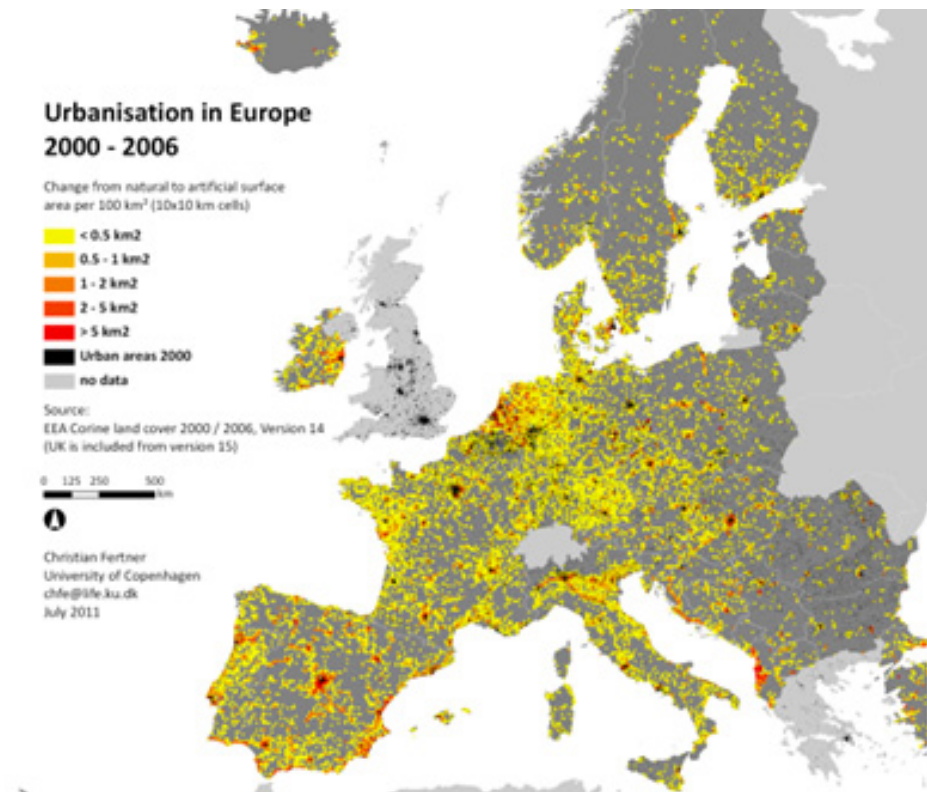 Urbanisation in Europe
2000 - 2006
Change from natural to artificial surface
area per 100 km² (10x10 km cells)
< 0.5 km2
0.5 - 1 km2
1 - 2 km2
2 - 5 km2
> 5 km2
Urban areas 2000
no data
Source:
EEA Corine land cover 2000 / 2006, Version 14
(UK is included from version 15)
0 125 250 500
km
Christian Fertner
University of Copenhagen
chfe@life.ku.dk
July 2011